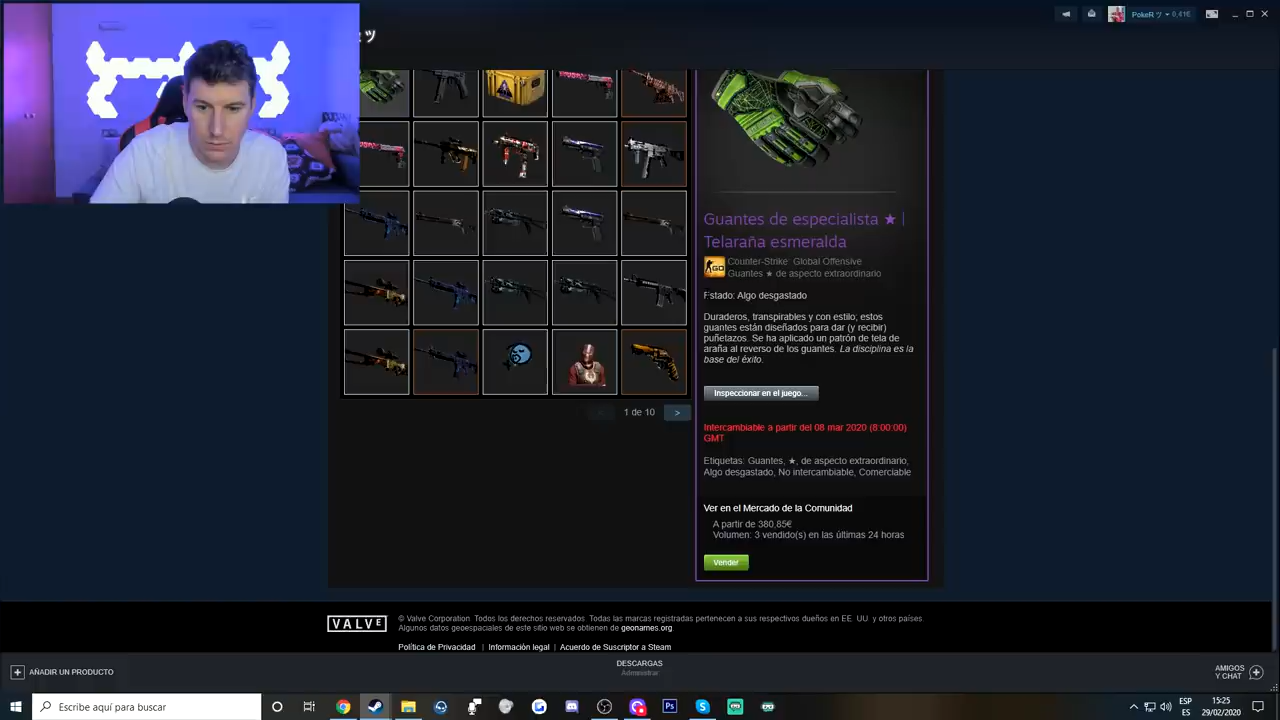 PokeR ツ 0,41€
R ツ
Guantes de especialista ★ |
Telaraña esmeralda
GO
Counter-Strike: Global Offensive
Guantes ★ de aspecto extraordinario
Estado: Algo desgastado
Duraderos, transpirables y con estilo; estos
guantes están diseñados para dar (y recibir)
puñetazos. Se ha aplicado un patrón de tela de
araña al reverso de los guantes. La disciplina es la
base del éxito.
Inspeccionar en el juego...
1 de 10 >
Intercambiable a partir del 08 mar 2020 (8:00:00)
GMT
Etiquetas: Guantes, ★, de aspecto extraordinario,
Algo desgastado, No intercambiable, Comerciable
Ver en el Mercado de la Comunidad
A partir de 380,85€
Volumen: 3 vendido(s) en las últimas 24 horas
Vender
VALVE
© Valve Corporation. Todos los derechos reservados. Todas las marcas registradas pertenecen a sus respectivos dueños en EE. UU. y otros países.
Algunos datos geoespaciales de este sitio web se obtienen de geonames.org.
Política de Privacidad | Información legal | Acuerdo de Suscriptor a Steam
+ AÑADIR UN PRODUCTO
DESCARGAS
Administrar
AMIGOS
Y CHAT +
Escribe aquí para buscar
Ps
ESP
ES
15:25
29/02/2020